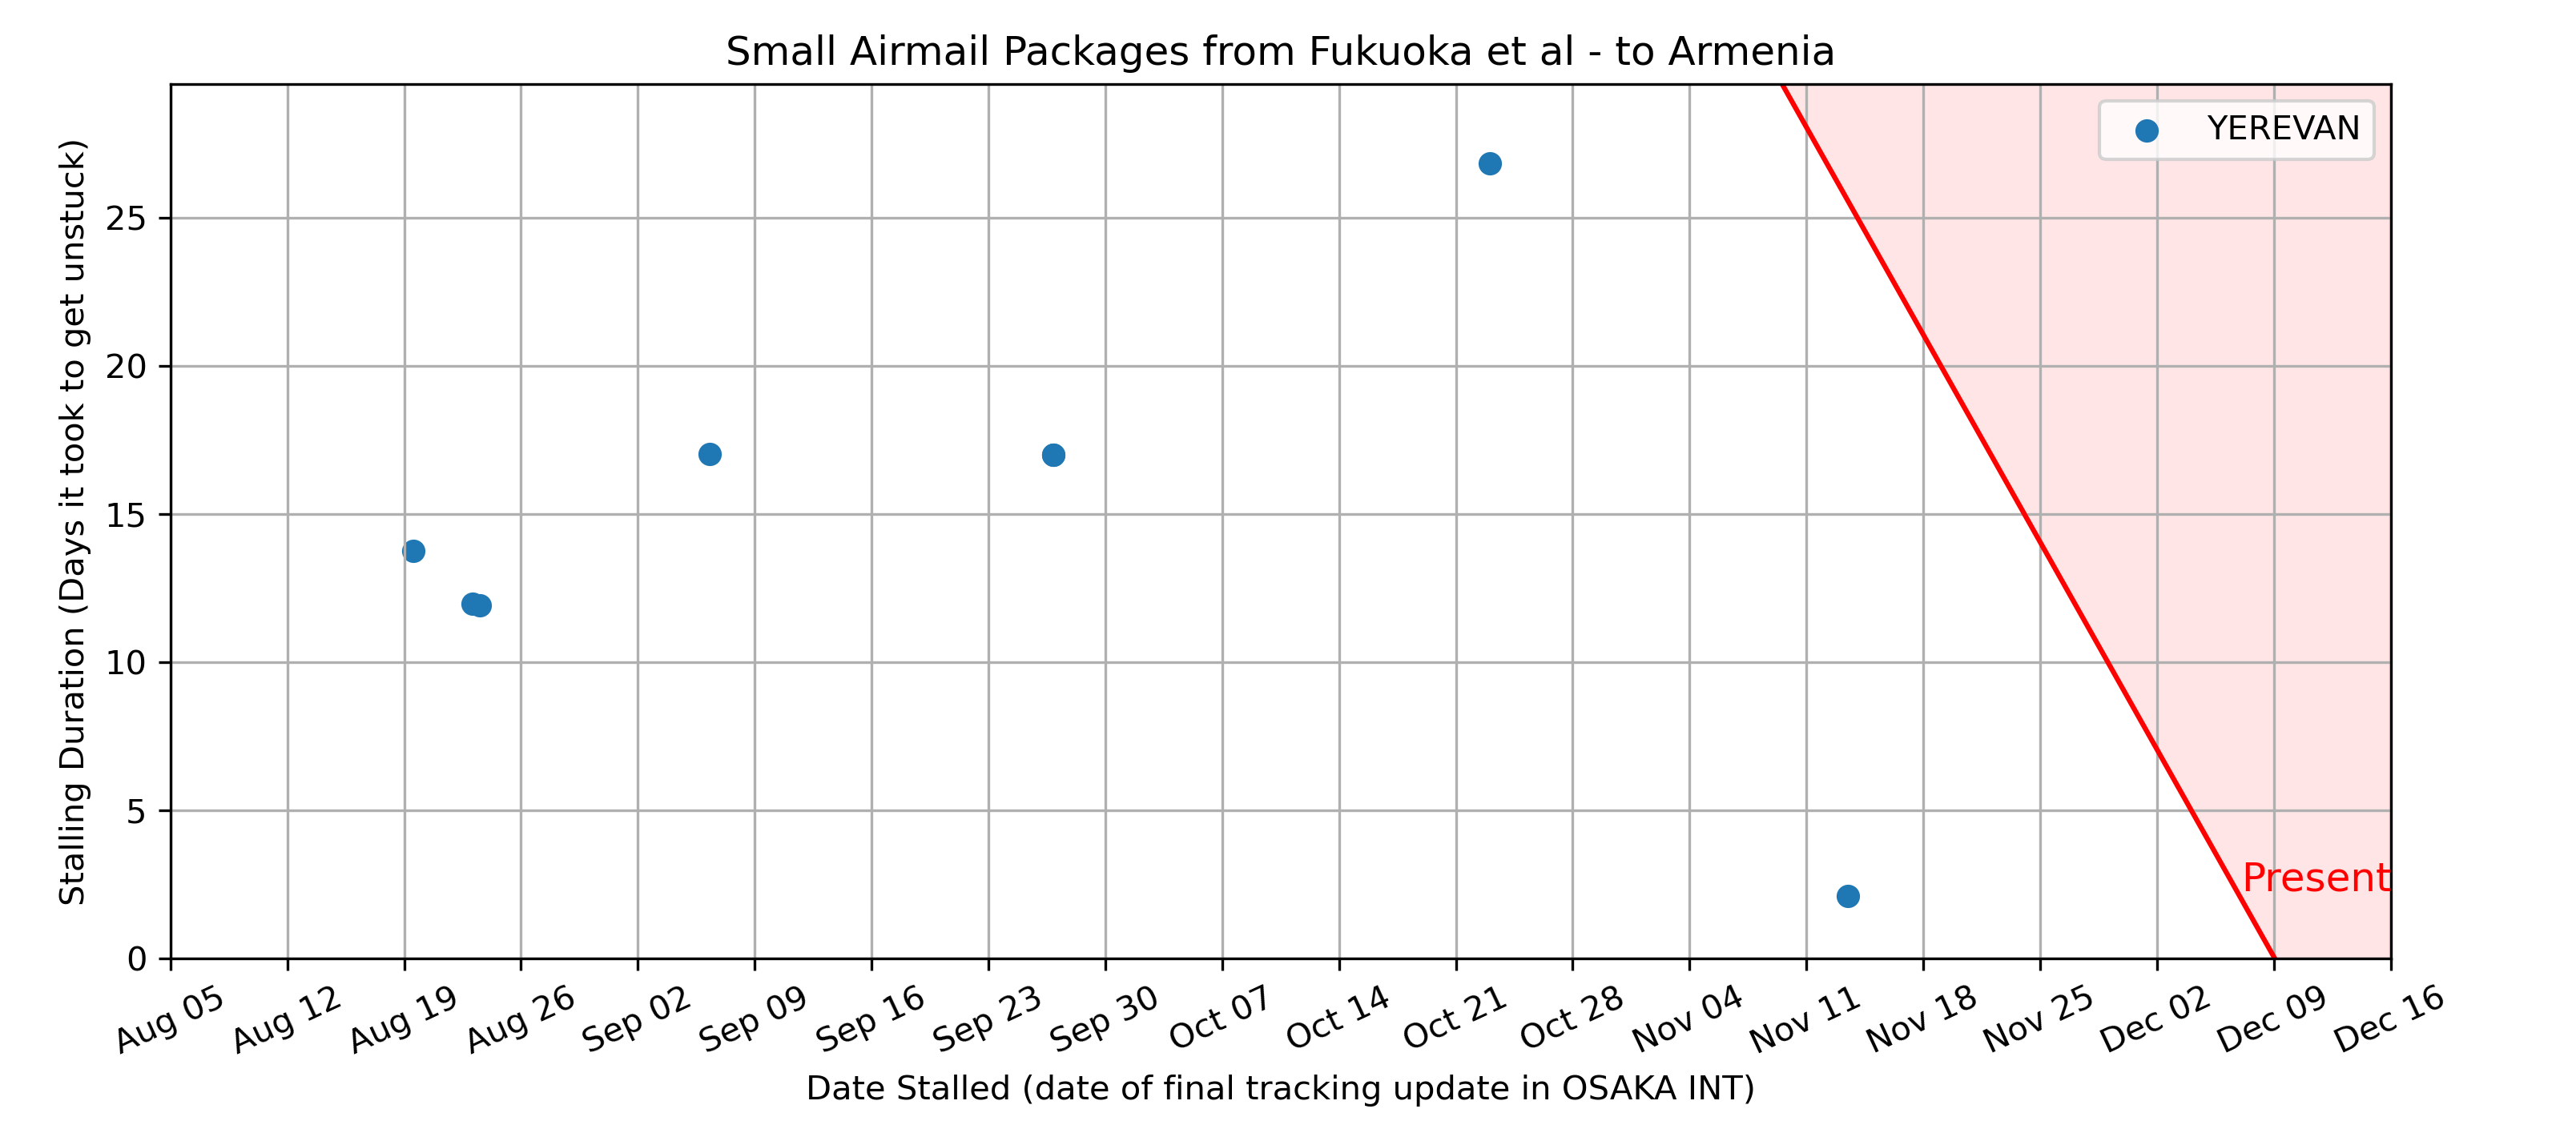 Small Airmail Packages from Fukuoka et al - to Armenia
YEREVAN
Stalling Duration (Days it took to get unstuck)
25
20
15
10
5
0
Present
Aug 05
Aug 12
Aug 19
Aug 26
Sep 02
Sep 09
Sep 16
Sep 23
Sep 30
Oct 07
Oct 14
Oct 21
Oct 28
Nov 04
Nov 11
Nov 18
Nov 25
Dec 02
Dec 09
Dec 16
Date Stalled (date of final tracking update in OSAKA INT)